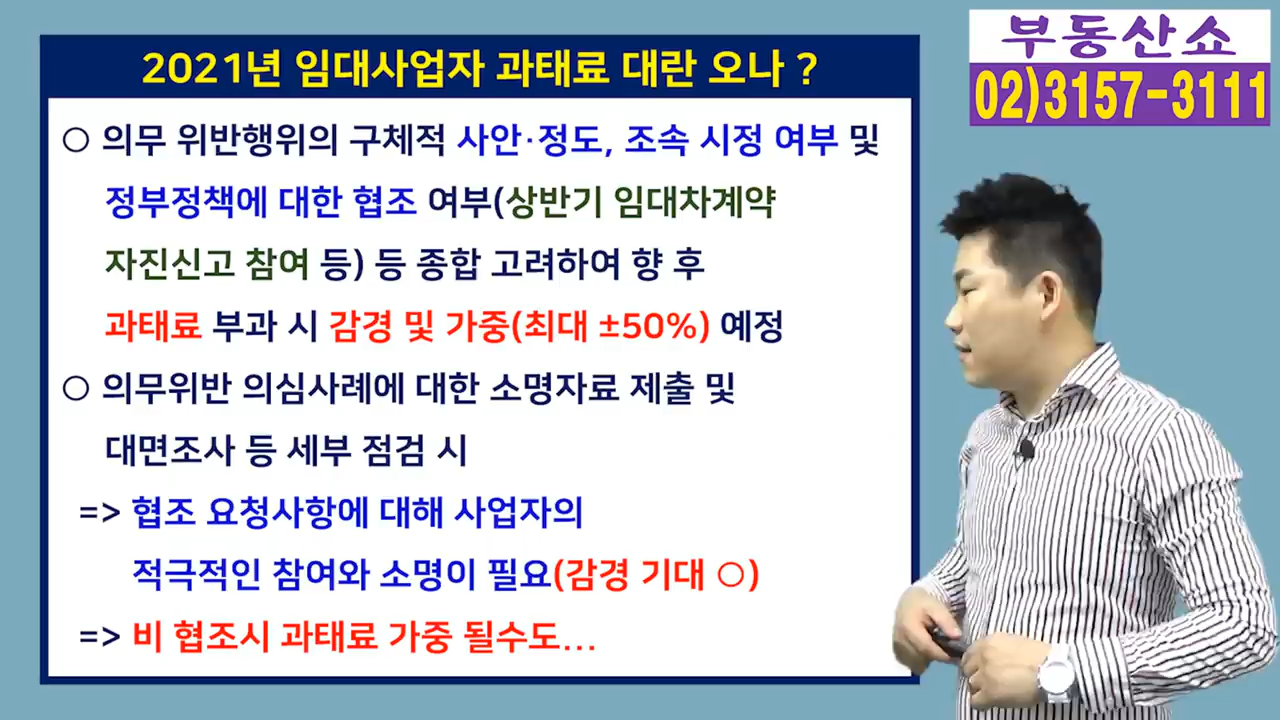 2021년 임대사업자 과태료 대란 오나 ?
부동산쇼
02)3157-3111
○ 의무 위반행위의 구체적 사안·정도, 조속 시정 여부 및
정부정책에 대한 협조 여부(상반기 임대차계약
자진신고 참여 등) 등 종합 고려하여 향 후
과태료 부과 시 감경 및 가중(최대 ±50%) 예정
○ 의무위반 의심사례에 대한 소명자료 제출 및
대면조사 등 세부 점검 시
=> 협조 요청사항에 대해 사업자의
적극적인 참여와 소명이 필요(감경 기대 ○)
=> 비 협조시 과태료 가중 될수도...